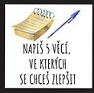 NAPIŠ 5 VĚCÍ,
VE KTERÝCH
SE CHCEŠ ZLEPŠIT